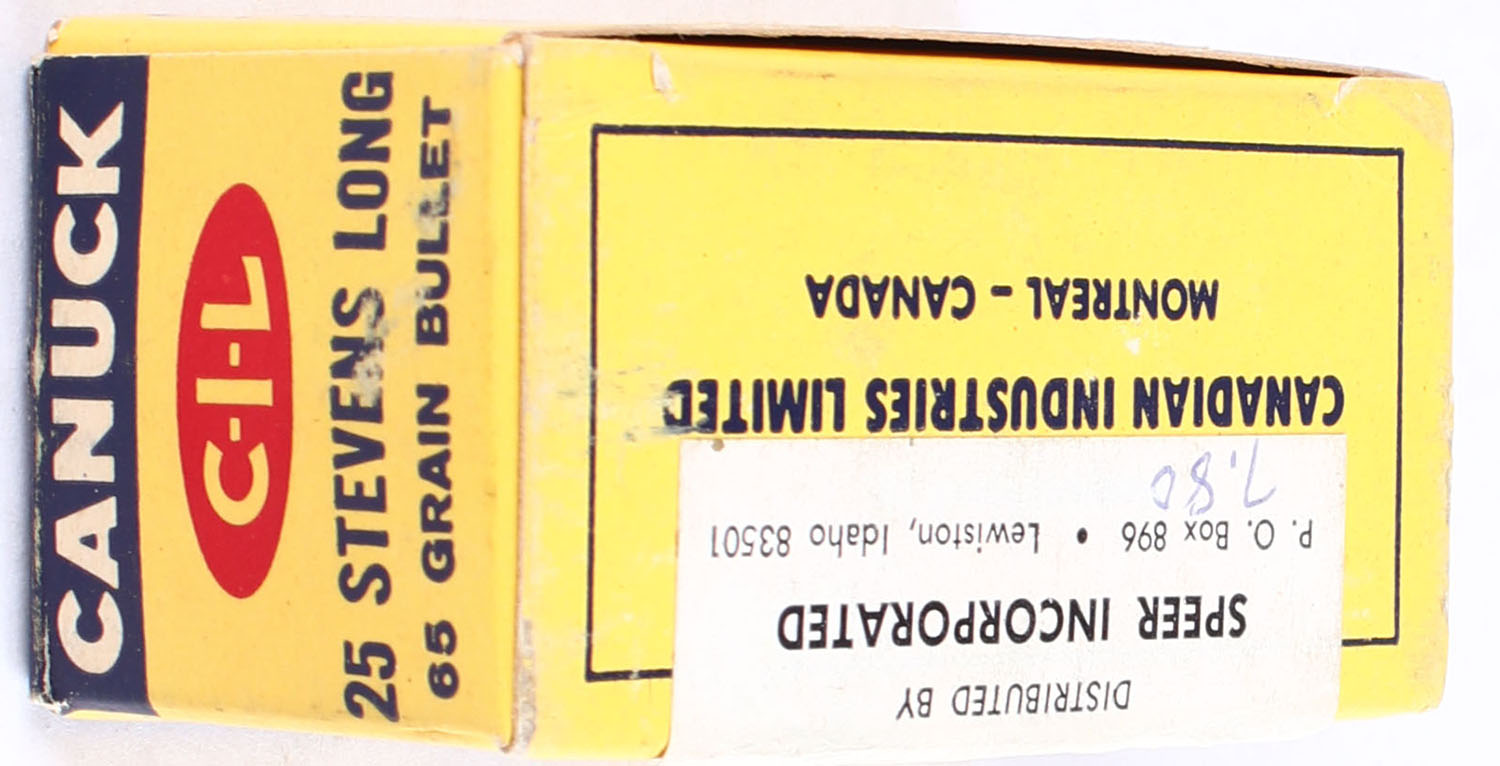 CANUCK
C-I-L
25 STEVENS LONG
65 GRAIN BULLET
DISTRIBUTED BY
SPEER INCORPORATED
P. O. Box 896 • Lewiston, Idaho 83501
7.80
CANADIAN INDUSTRIES LIMITED
MONTREAL - CANADA